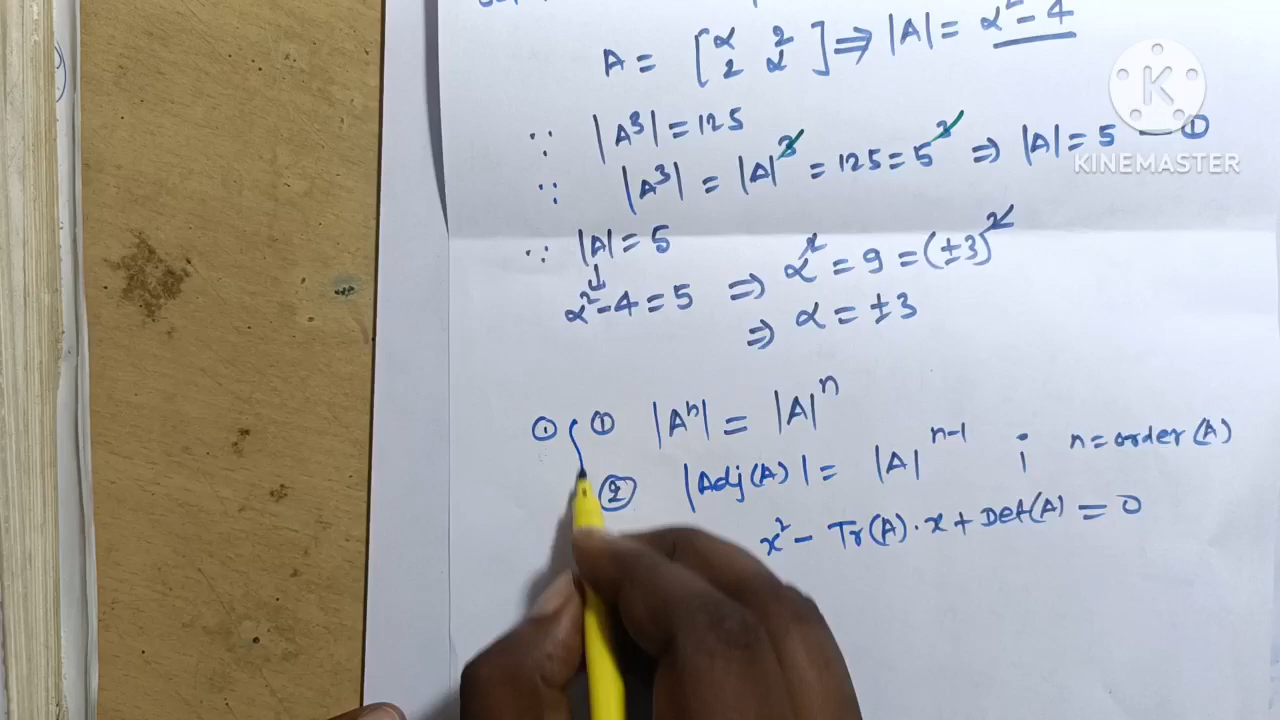 A = [α 2 2 α] ⇒ |A| = α² - 4
∵ |A³| = 125
∵ |A³| = |A|³ = 125 = 5³ ⇒ |A| = 5 — ①
∵ |A| = 5
↓
α² - 4 = 5 ⇒ α² = 9 = (±3)²
⇒ α = ±3
① ① |Aⁿ| = |A|ⁿ
② |Adj(A)| = |A|ⁿ⁻¹ ; n = order(A)
x² - Tr(A)·x + Det(A) = 0
K
KINEMASTER